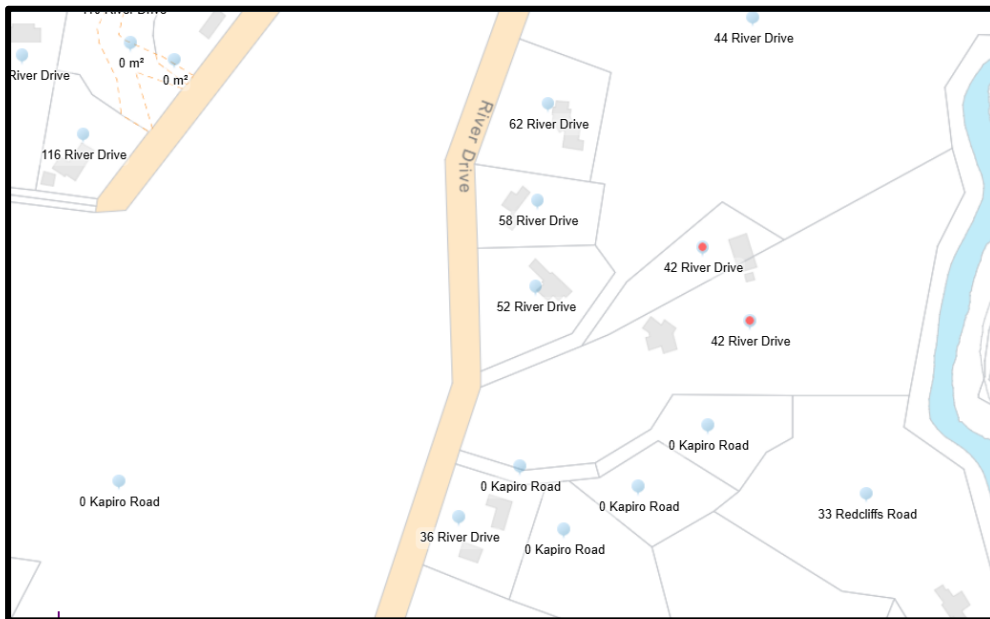 44 River Drive
0 m²
River Drive
0 m²
62 River Drive
River Drive
116 River Drive
58 River Drive
42 River Drive
52 River Drive
42 River Drive
0 Kapiro Road
0 Kapiro Road
0 Kapiro Road
0 Kapiro Road
33 Redcliffs Road
36 River Drive
0 Kapiro Road